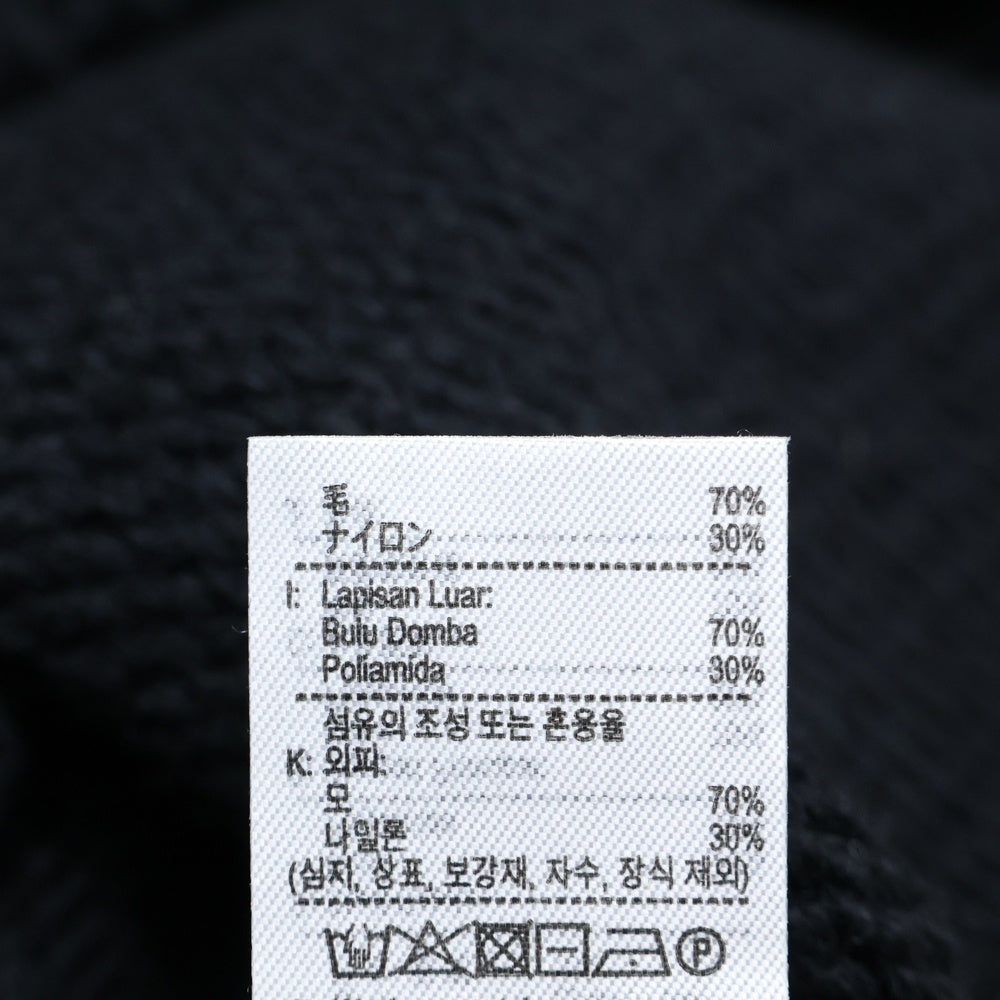 毛 70%
ナイロン 30%
I: Lapisan Luar:
Bulu Domba 70%
Poliamida 30%
섬유의 조성 또는 혼용율
K: 외피:
모 70%
나일론 30%
(심지, 상표, 보강재, 자수, 장식 제외)
P